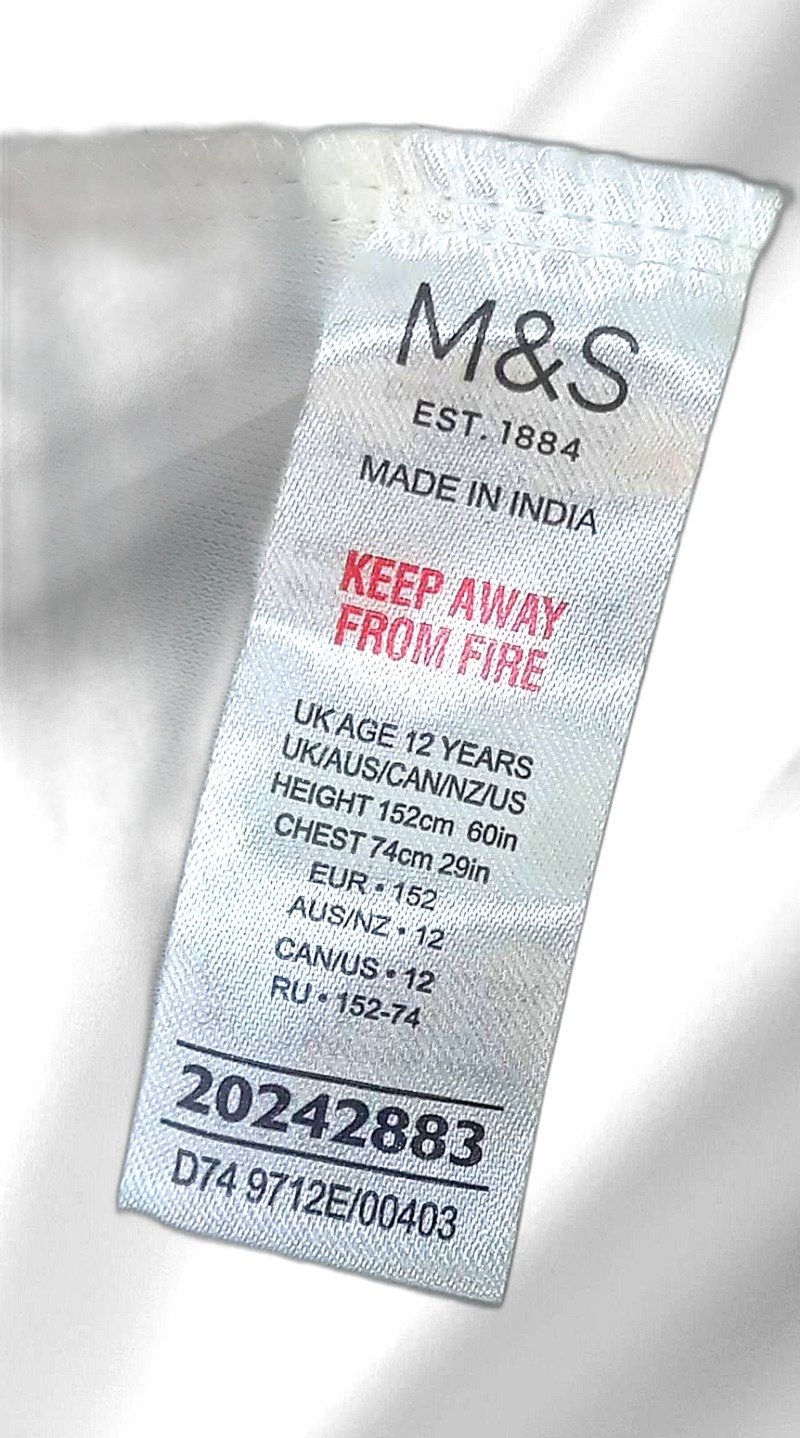 M&S
EST. 1884
MADE IN INDIA
KEEP AWAY
FROM FIRE
UK AGE 12 YEARS
UK/AUS/CAN/NZ/US
HEIGHT 152cm 60in
CHEST 74cm 29in
EUR • 152
AUS/NZ • 12
CAN/US • 12
RU • 152-74
20242883
D74 9712E/00403